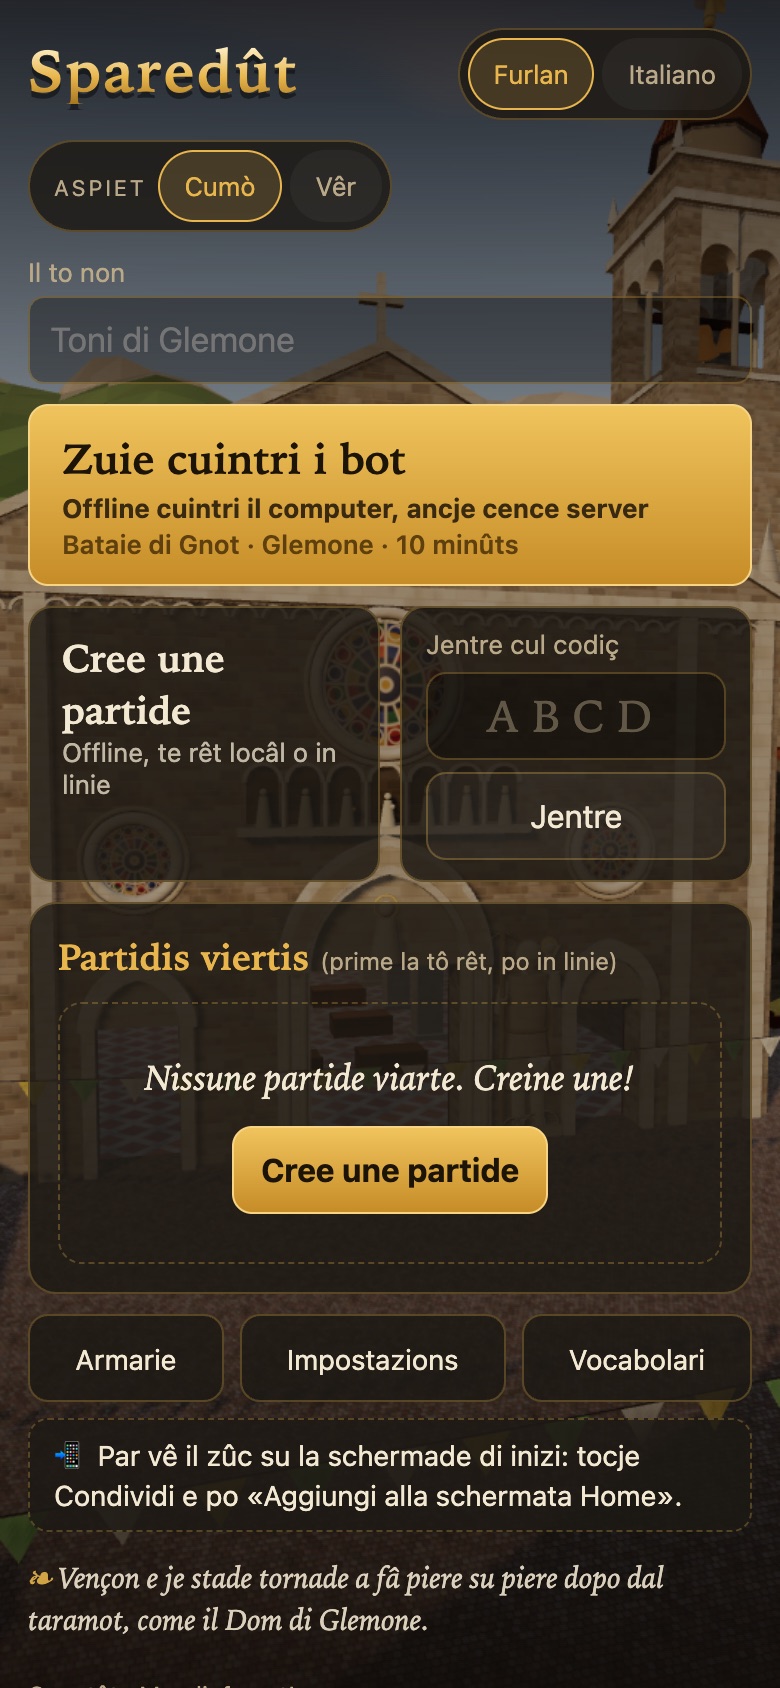 Sparedût
Furlan Italiano
ASPIET Cumò Vêr
Il to non
Toni di Glemone
Zuie cuintri i bot
Offline cuintri il computer, ancje cence server
Bataie di Gnot · Glemone · 10 minûts
Cree une
partide
Offline, te rêt locâl o in
linie
Jentre cul codiç
ABCD
Jentre
Partidis viertis (prime la tô rêt, po in linie)
Nissune partide viarte. Creine une!
Cree une partide
Armarie Impostazions Vocabolari
Par vê il zûc su la schermade di inizi: tocje
Condividi e po «Aggiungi alla schermata Home».
Vençon e je stade tornade a fâ piere su piere dopo dal
taramot, come il Dom di Glemone.